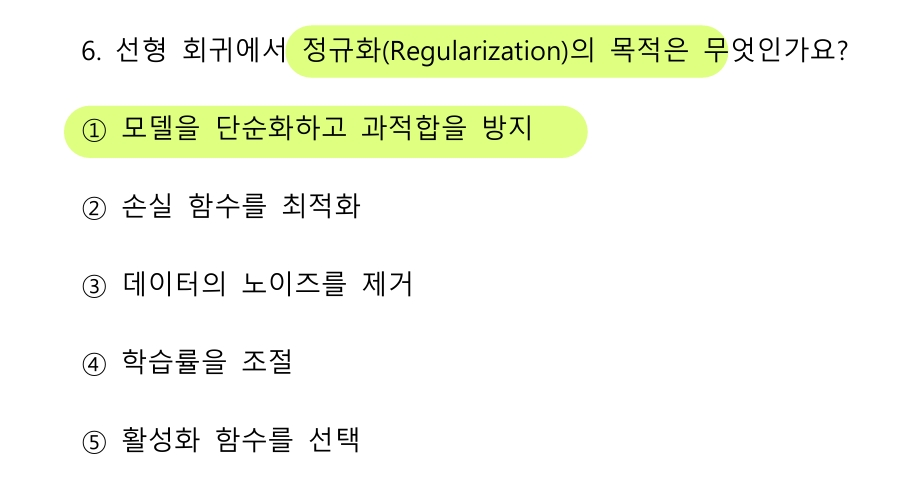 6. 선형 회귀에서 정규화(Regularization)의 목적은 무엇인가요?
① 모델을 단순화하고 과적합을 방지
② 손실 함수를 최적화
③ 데이터의 노이즈를 제거
④ 학습률을 조절
⑤ 활성화 함수를 선택